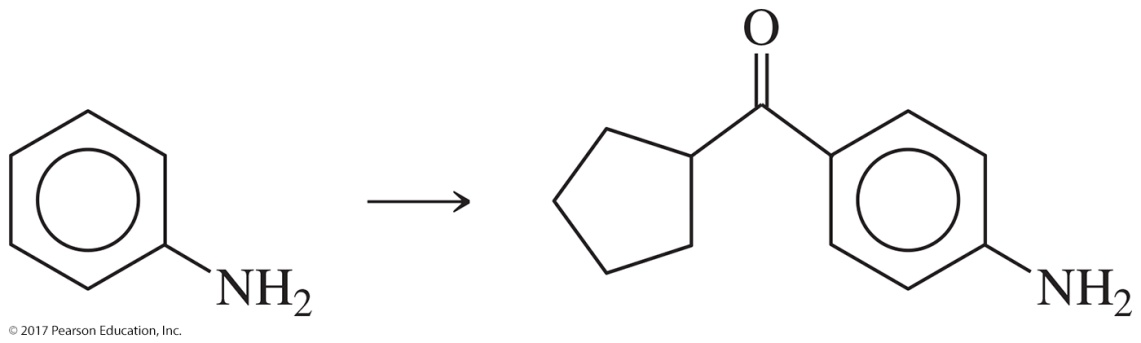 O
NH₂
NH₂
© 2017 Pearson Education, Inc.